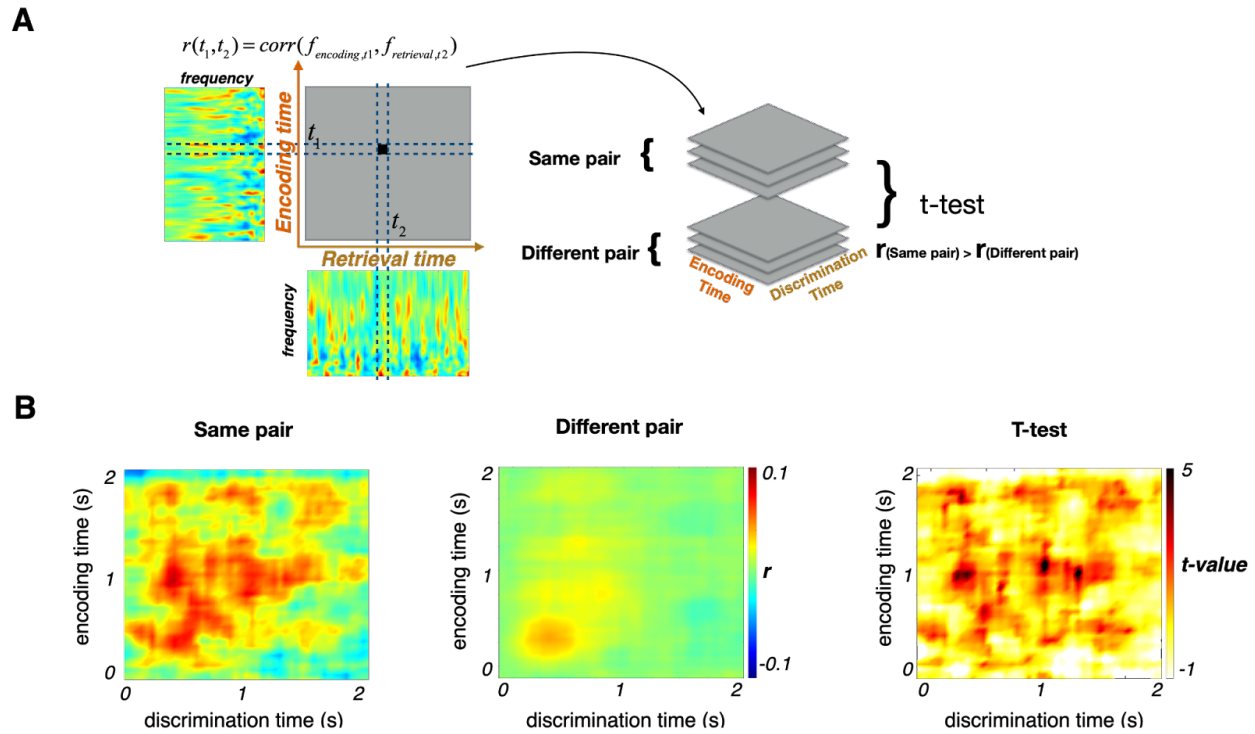 A
r(t₁,t₂) = corr(f encoding,t1, f retrieval,t2)
frequency
Encoding time
t₁
t₂
Retrieval time
frequency
Same pair {
Different pair {
Encoding
Time
Discrimination
Time
} t-test
r(Same pair) > r(Different pair)
B
Same pair
2
1
0
encoding time (s)
0 1 2
discrimination time (s)
Different pair
2
1
0
encoding time (s)
0 1 2
discrimination time (s)
0.1
r
-0.1
T-test
2
1
0
encoding time (s)
0 1 2
discrimination time (s)
5
t-value
-1